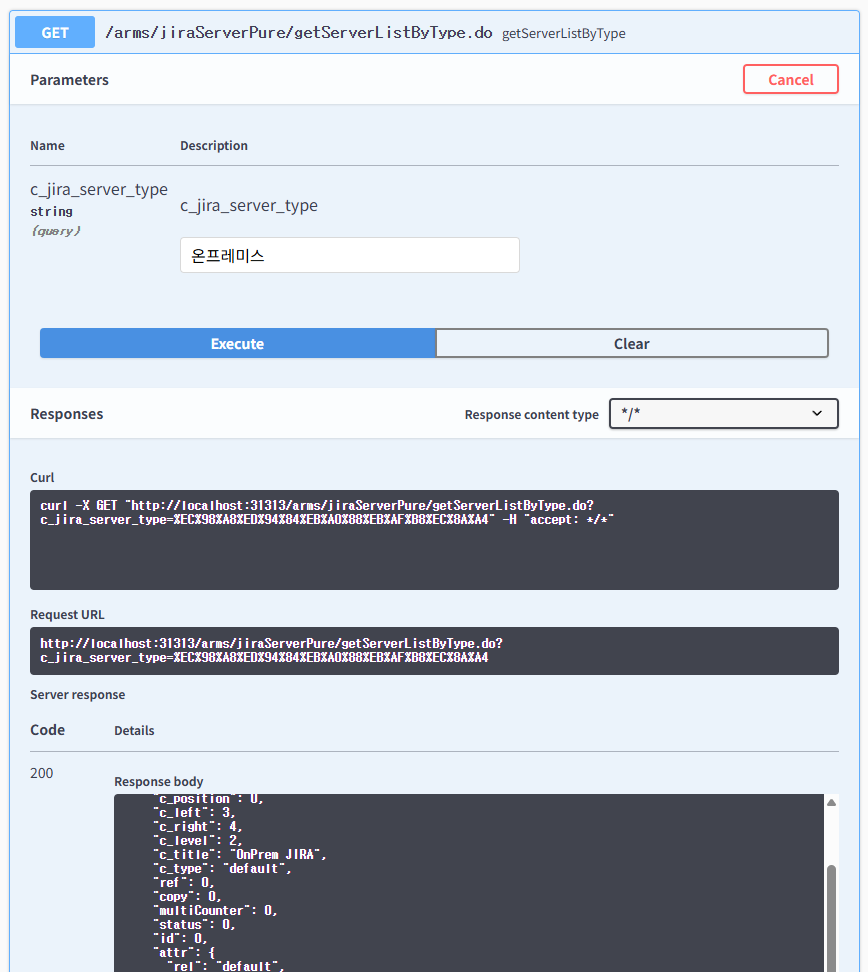 GET /arms/jiraServerPure/getServerListByType.do getServerListByType
Parameters Cancel
Name Description
c_jira_server_type
string
(query)
c_jira_server_type
온프레미스
Execute Clear
Responses Response content type */*
Curl
curl -X GET "http://localhost:31313/arms/jiraServerPure/getServerListByType.do?
c_jira_server_type=%EC%98%A8%ED%94%84%EB%A0%88%EB%AF%B8%EC%8A%A4" -H "accept: */*"
Request URL
http://localhost:31313/arms/jiraServerPure/getServerListByType.do?
c_jira_server_type=%EC%98%A8%ED%94%84%EB%A0%88%EB%AF%B8%EC%8A%A4
Server response
Code Details
200
Response body
"c_position": 0,
"c_left": 3,
"c_right": 4,
"c_level": 2,
"c_title": "OnPrem JIRA",
"c_type": "default",
"ref": 0,
"copy": 0,
"multiCounter": 0,
"status": 0,
"id": 0,
"attr": {
"rel": "default",